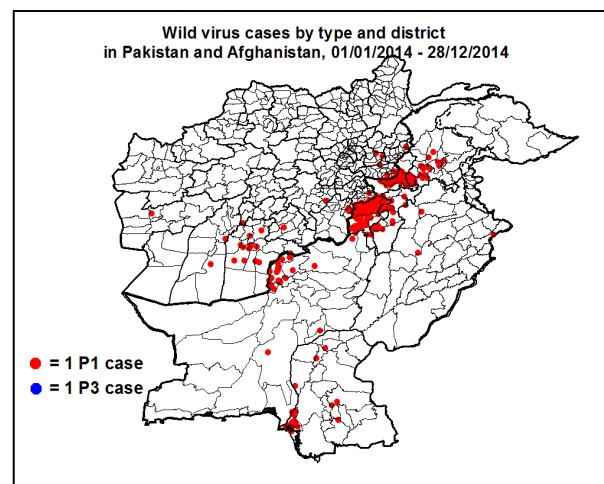 Wild virus cases by type and district
in Pakistan and Afghanistan, 01/01/2014 - 28/12/2014
= 1 P1 case
= 1 P3 case